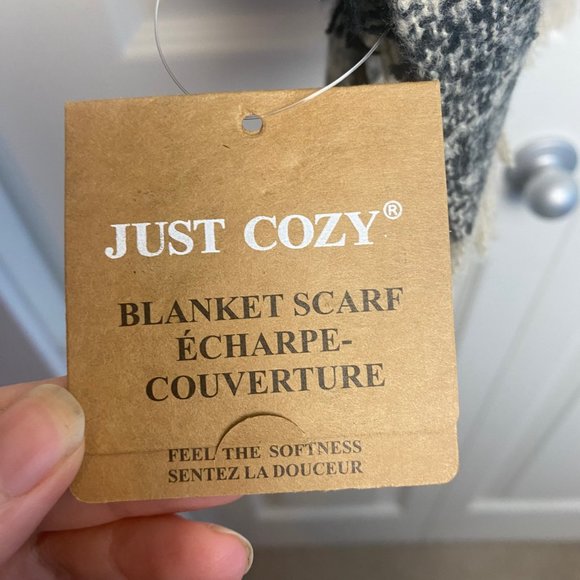 JUST COZY®
BLANKET SCARF
ÉCHARPE-
COUVERTURE
FEEL THE SOFTNESS
SENTEZ LA DOUCEUR